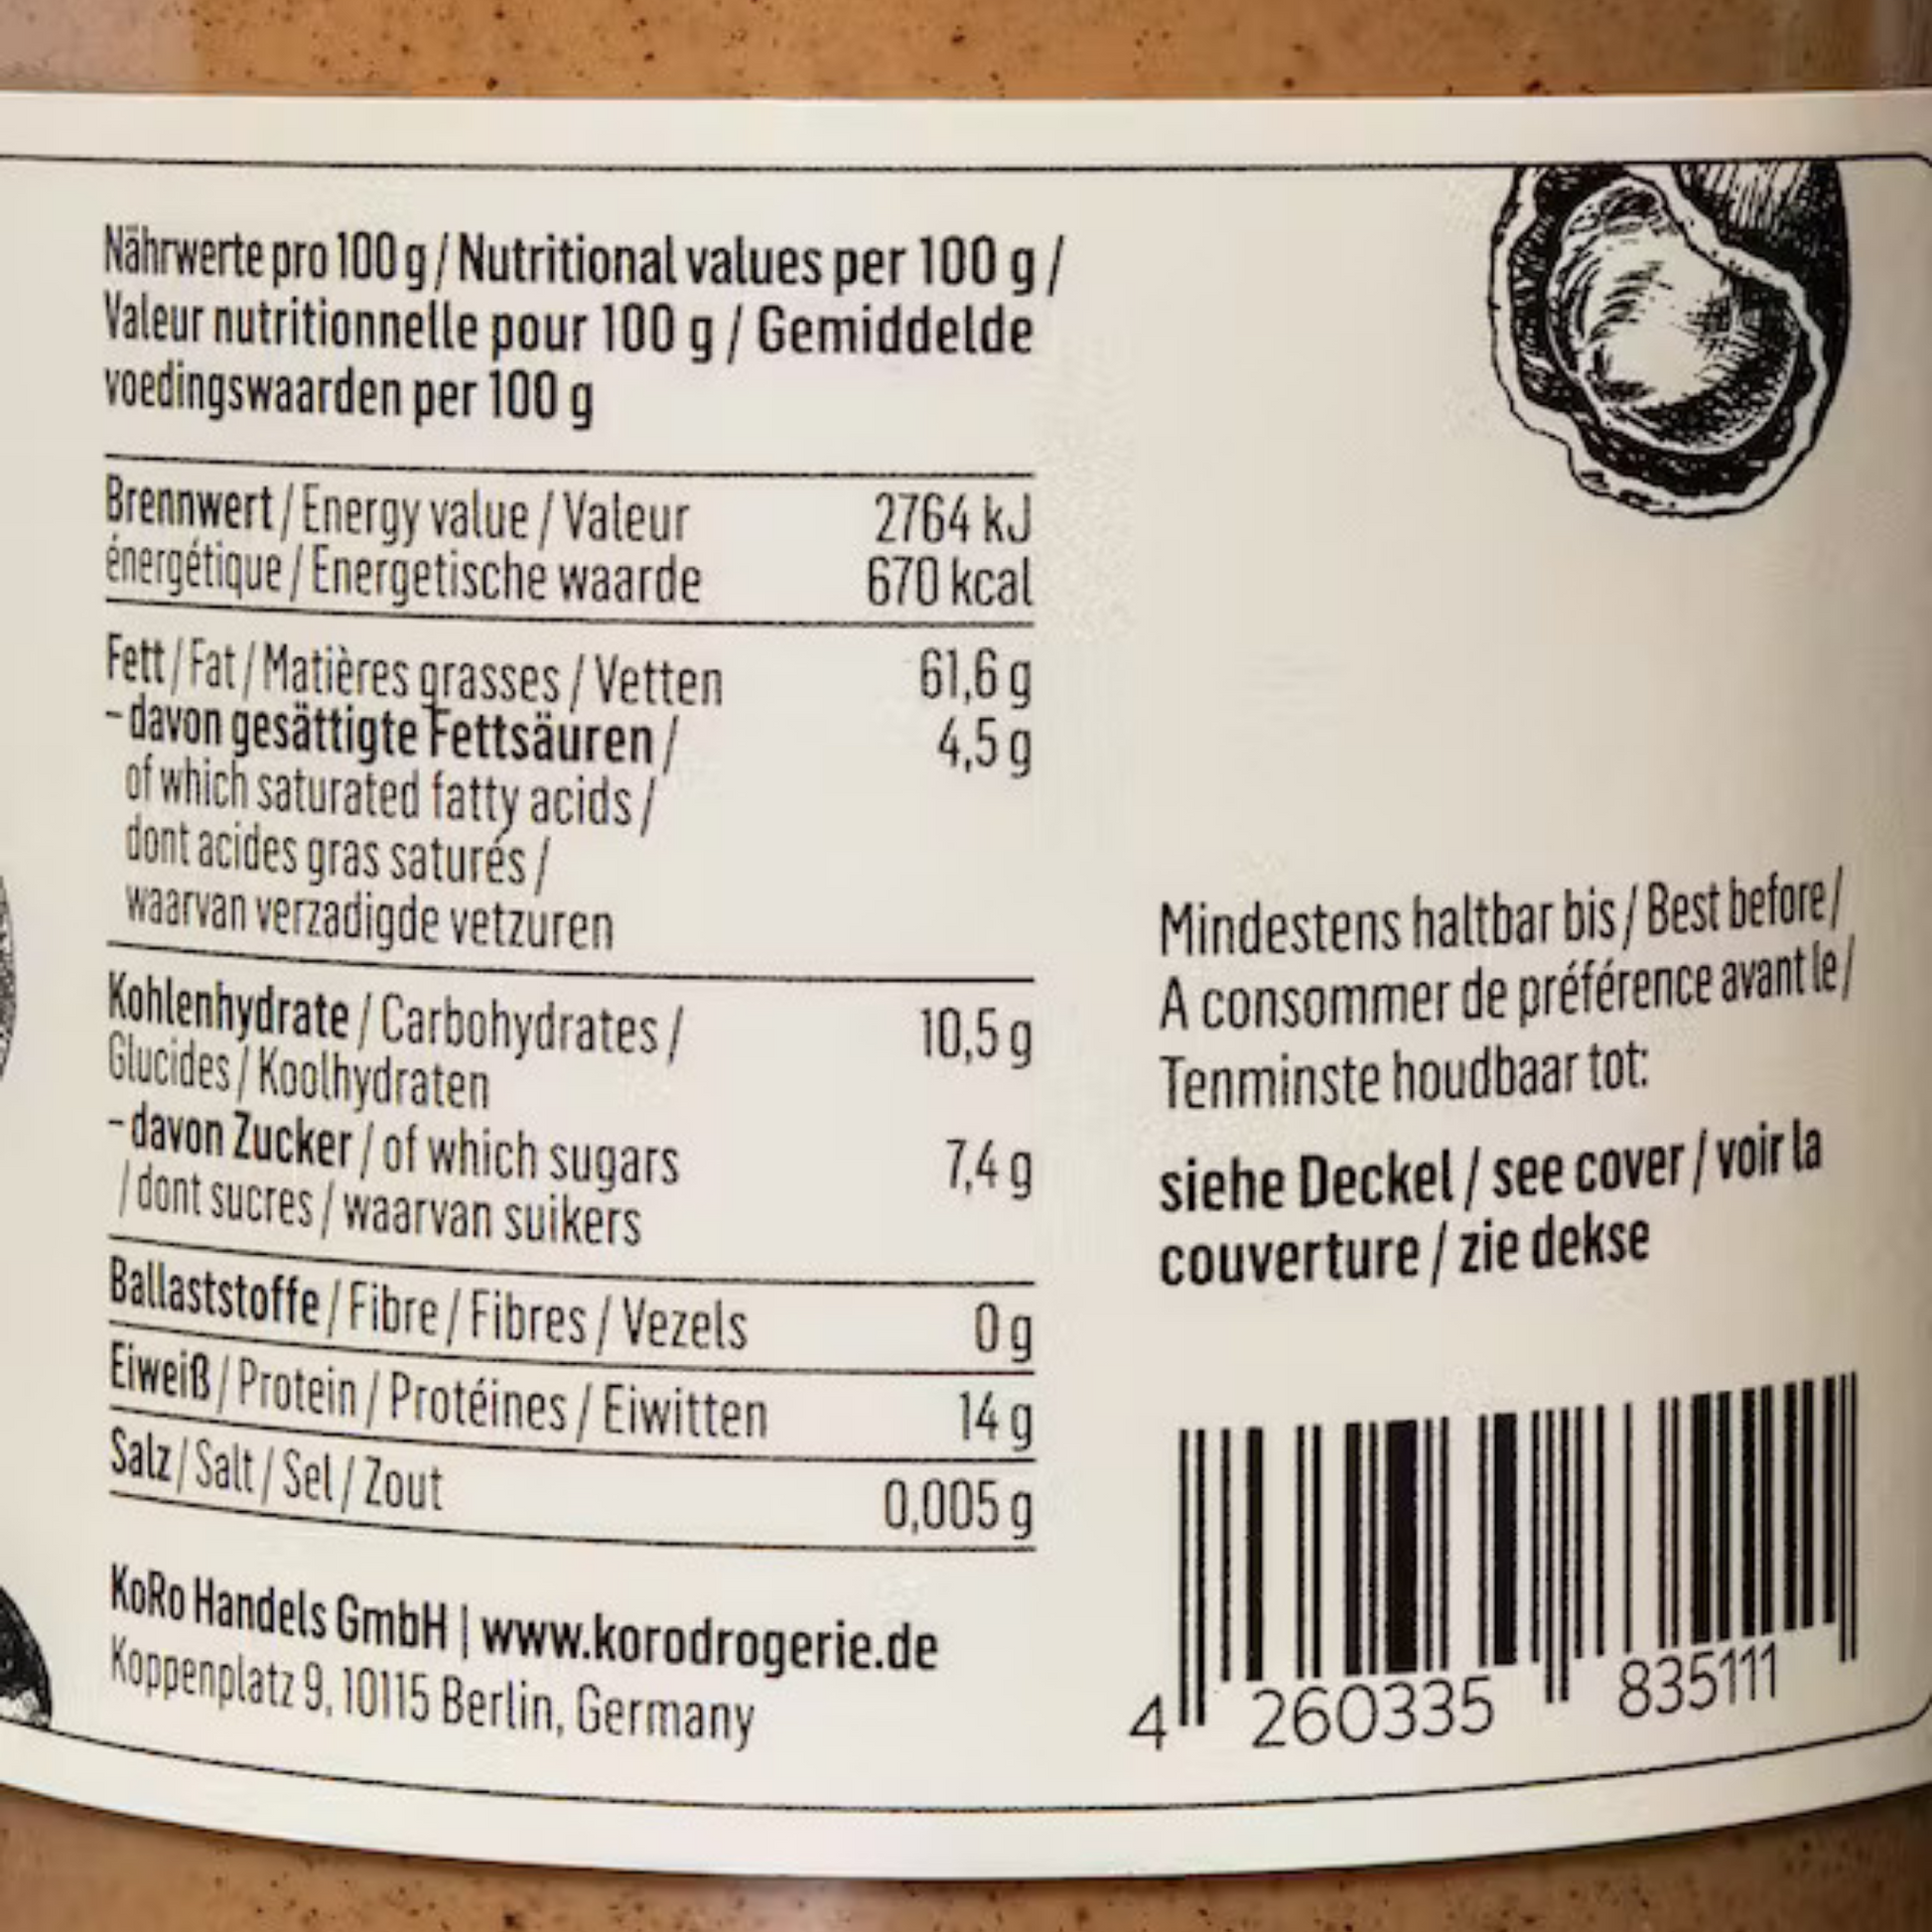 Nährwerte pro 100 g / Nutritional values per 100 g /
Valeur nutritionnelle pour 100 g / Gemiddelde
voedingswaarden per 100 g
Brennwert / Energy value / Valeur 2764 kJ
énergétique / Energetische waarde 670 kcal
Fett / Fat / Matières grasses / Vetten 61,6 g
- davon gesättigte Fettsäuren / 4,5 g
of which saturated fatty acids /
dont acides gras saturés /
waarvan verzadigde vetzuren
Kohlenhydrate / Carbohydrates / 10,5 g
Glucides / Koolhydraten
- davon Zucker / of which sugars 7,4 g
/ dont sucres / waarvan suikers
Ballaststoffe / Fibre / Fibres / Vezels 0 g
Eiweiß / Protein / Protéines / Eiwitten 14 g
Salz / Salt / Sel / Zout 0,005 g
KoRo Handels GmbH | www.korodrogerie.de
Koppenplatz 9, 10115 Berlin, Germany
Mindestens haltbar bis / Best before /
A consommer de préférence avant le /
Tenminste houdbaar tot:
siehe Deckel / see cover / voir la
couverture / zie dekse
4 260335 835111